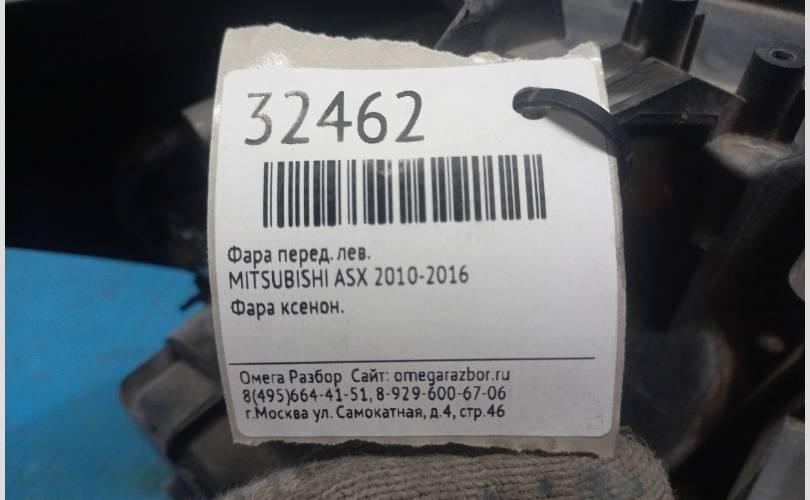 32462
Фара перед. лев.
MITSUBISHI ASX 2010-2016
Фара ксенон.
Омега Разбор Сайт: omegarazbor.ru
8(495)664-41-51, 8-929-600-67-06
г.Москва ул. Самокатная, д.4, стр.46